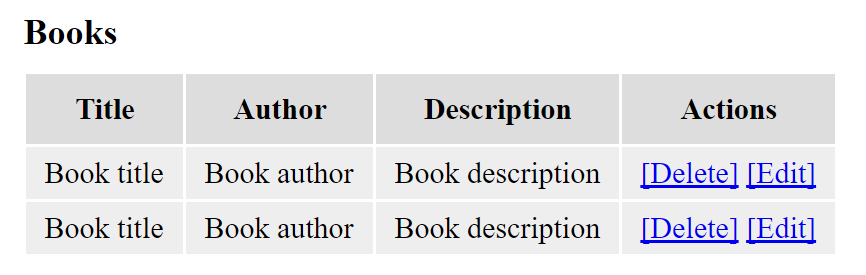 Books
Title Author Description Actions
Book title Book author Book description [Delete] [Edit]
Book title Book author Book description [Delete] [Edit]